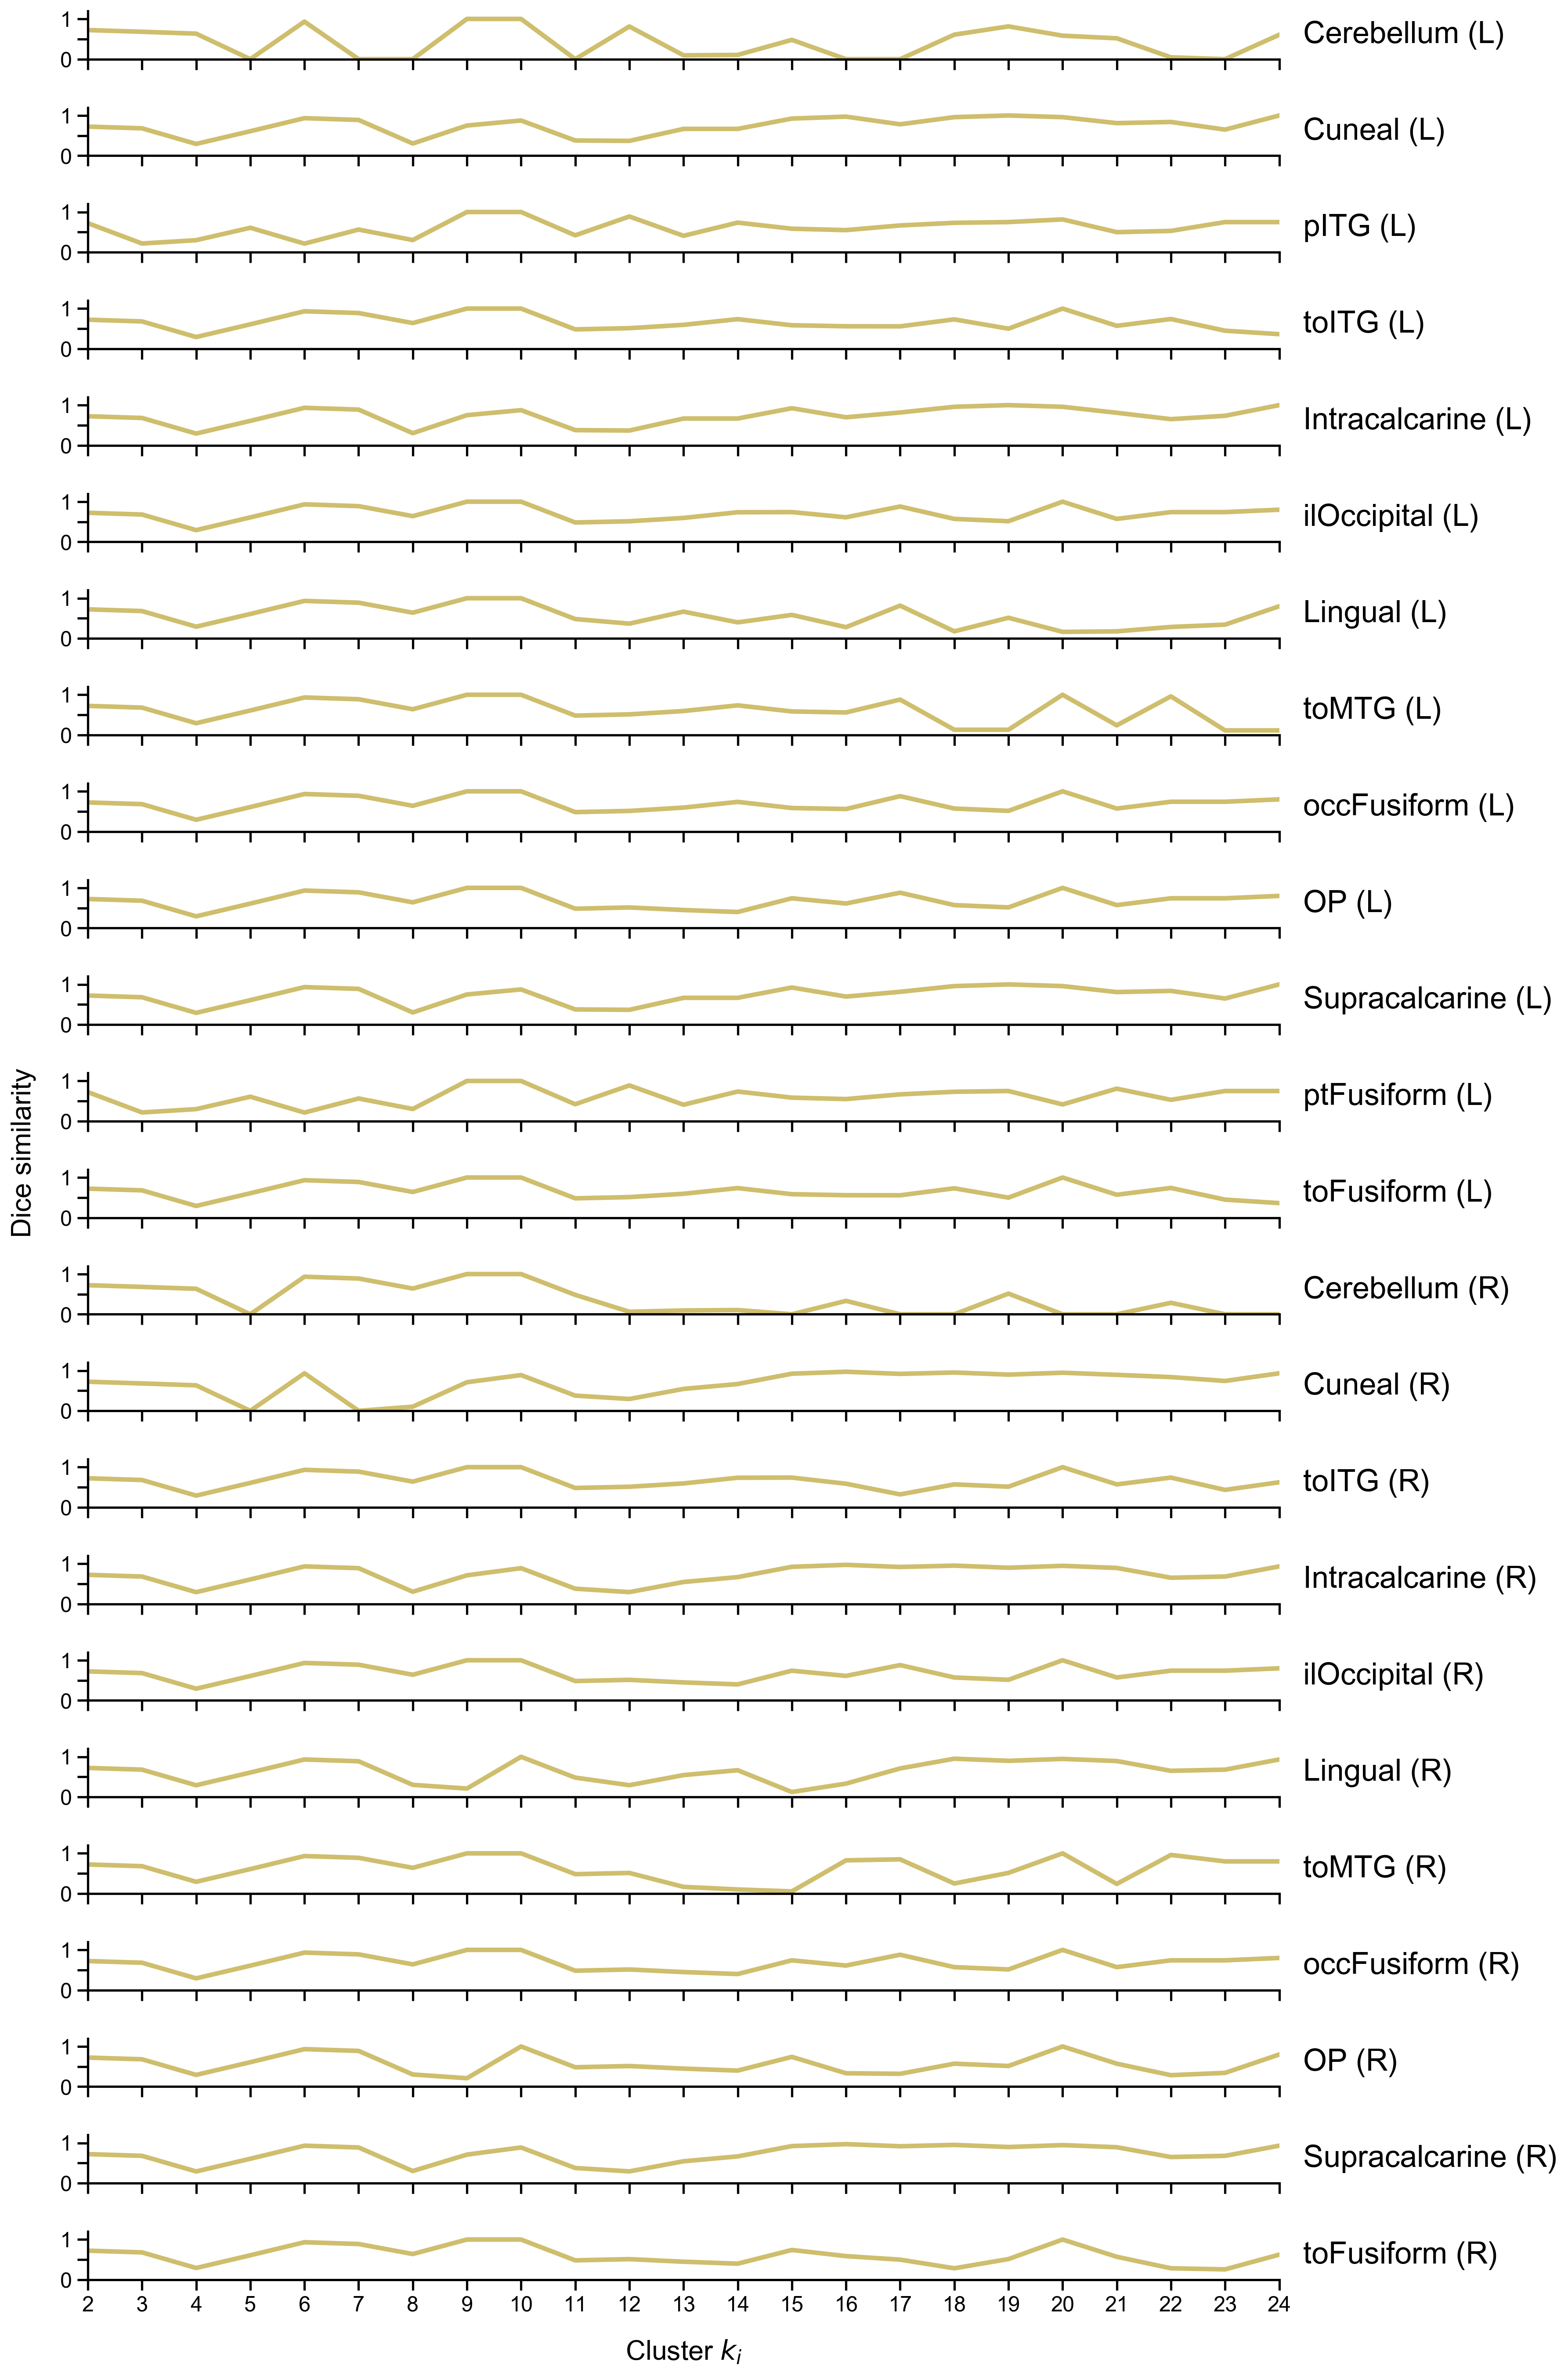 1
0
Cerebellum (L)
1
0
Cuneal (L)
1
0
pITG (L)
1
0
toITG (L)
1
0
Intracalcarine (L)
1
0
ilOccipital (L)
1
0
Lingual (L)
1
0
toMTG (L)
1
0
occFusiform (L)
1
0
OP (L)
1
0
Supracalcarine (L)
1
0
ptFusiform (L)
Dice similarity
1
0
toFusiform (L)
1
0
Cerebellum (R)
1
0
Cuneal (R)
1
0
toITG (R)
1
0
Intracalcarine (R)
1
0
ilOccipital (R)
1
0
Lingual (R)
1
0
toMTG (R)
1
0
occFusiform (R)
1
0
OP (R)
1
0
Supracalcarine (R)
1
0
toFusiform (R)
2 3 4 5 6 7 8 9 10 11 12 13 14 15 16 17 18 19 20 21 22 23 24
Cluster k_i